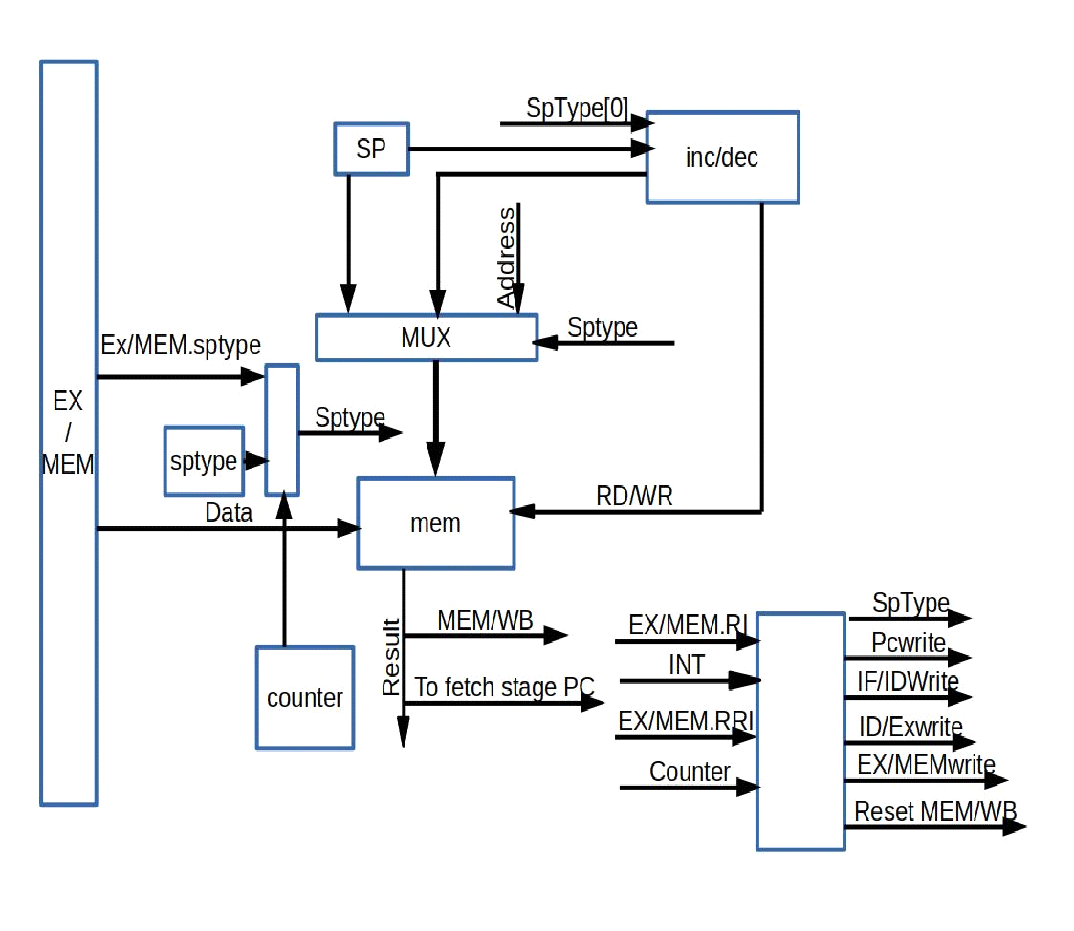 SpType[0]
SP
inc/dec
Address
MUX
Sptype
Ex/MEM.sptype
EX
/
MEM
Sptype
sptype
Data
mem
RD/WR
Result
MEM/WB
To fetch stage PC
counter
EX/MEM.RI
INT
EX/MEM.RRI
Counter
SpType
Pcwrite
IF/IDWrite
ID/Exwrite
EX/MEMwrite
Reset MEM/WB